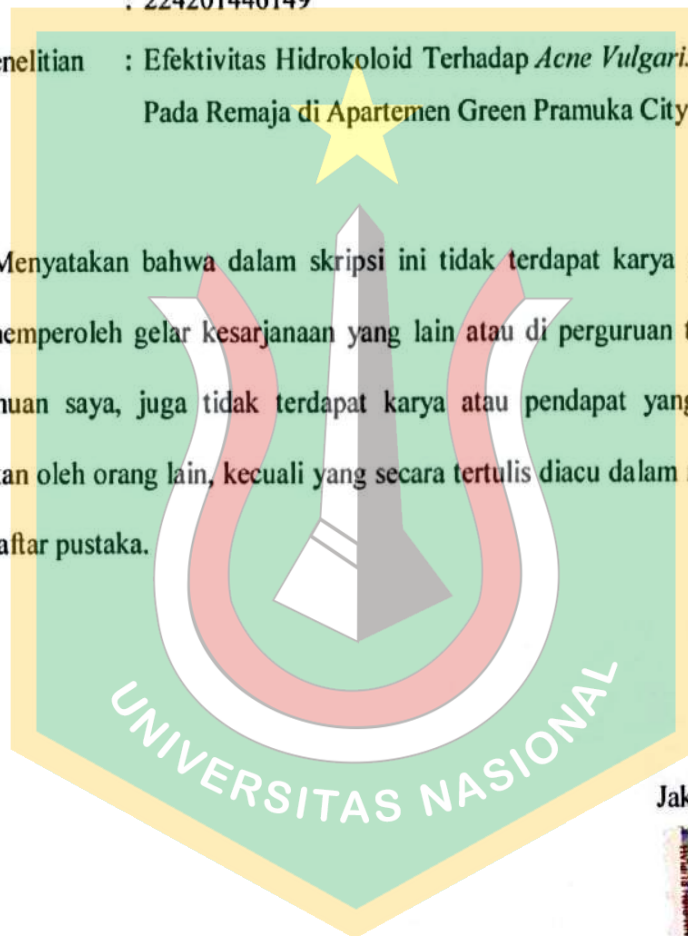 : 224201446149
enelitian : Efektivitas Hidrokoloid Terhadap Acne Vulgaris
Pada Remaja di Apartemen Green Pramuka City
Menyatakan bahwa dalam skripsi ini tidak terdapat karya
memperoleh gelar kesarjanaan yang lain atau di perguruan t
huan saya, juga tidak terdapat karya atau pendapat yang
kan oleh orang lain, kecuali yang secara tertulis diacu dalam
aftar pustaka.
UNIVERSITAS NASIONAL
Jak